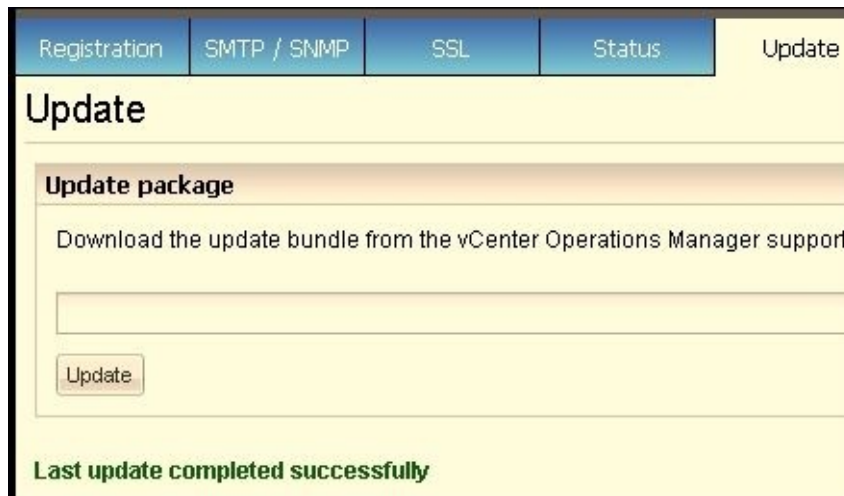 Registration SMTP / SNMP SSL Status Update
Update
Update package
Download the update bundle from the vCenter Operations Manager support
Update
Last update completed successfully